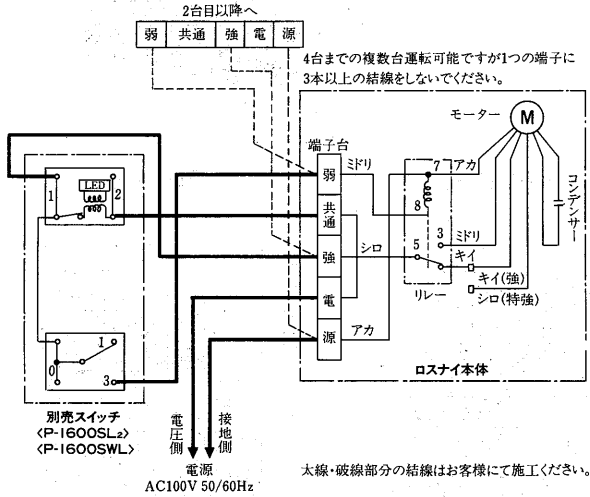 2台目以降へ
弱 共通 強 電 源
4台までの複数台運転可能ですが1つの端子に
3本以上の結線をしないでください。
モーター
M
端子台
弱
共通
強
電
源
ミドリ
シロ
アカ
7
アカ
8
3
ミドリ
5
キイ
キイ(強)
シロ(特強)
リレー
コンデンサー
ロスナイ本体
LED
1
2
1
0
3
別売スイッチ
〈P-1600SL₂〉
〈P-1600SWL〉
電圧側
接地側
電源
AC100V 50/60Hz
太線・破線部分の結線はお客様にて施工ください。